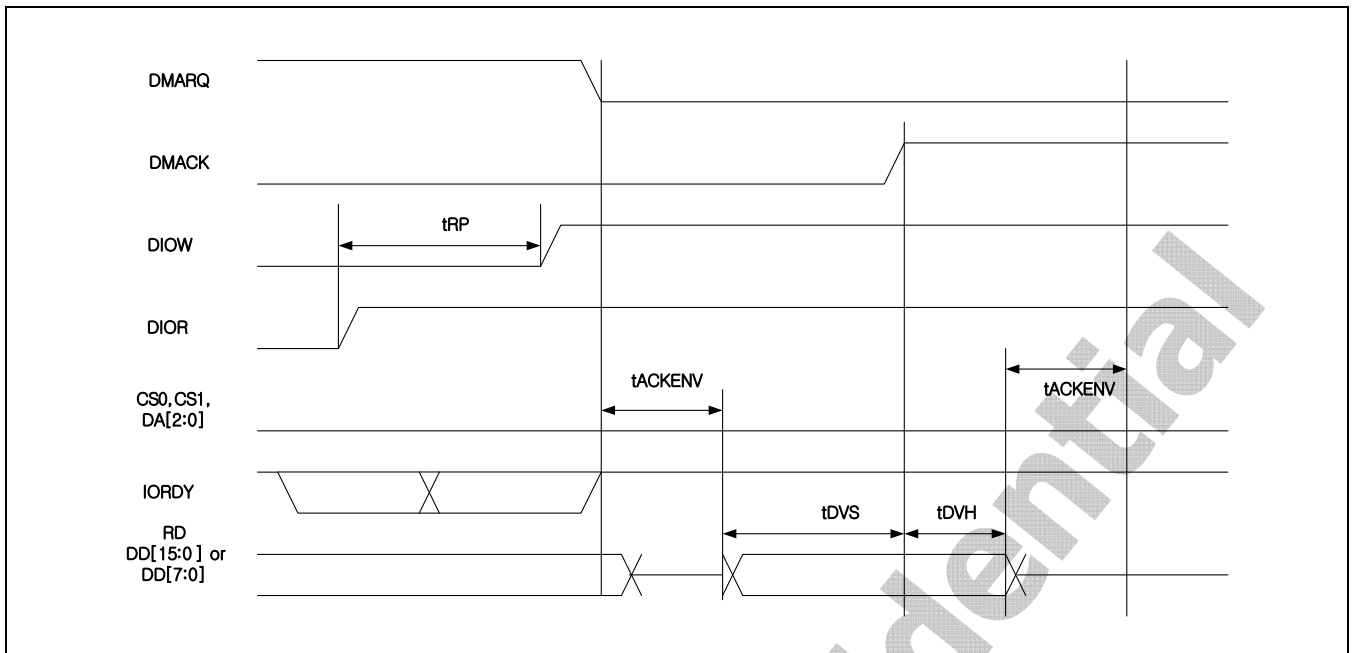 DMARQ
DMACK
tRP
DIOW
DIOR
tACKENV
tACKENV
CS0, CS1,
DA[2:0]
IORDY
tDVS
tDVH
RD
DD[15:0] or
DD[7:0]
fidential